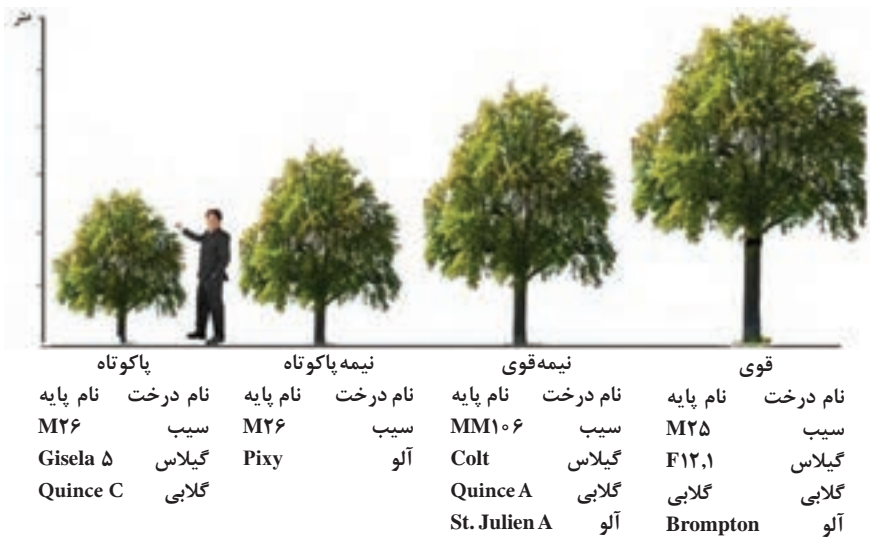 متر
قوی
نام درخت نام پایه
سیب M۲۵
گیلاس F۱۲,۱
گلابی گلابی
آلو Brompton
نیمه‌قوی
نام درخت نام پایه
سیب MM۱۰۶
گیلاس Colt
گلابی Quince A
آلو St. Julien A
نیمه‌پاکوتاه
نام درخت نام پایه
سیب M۲۶
آلو Pixy
پاکوتاه
نام درخت نام پایه
سیب M۲۶
گیلاس Gisela ۵
گلابی Quince C